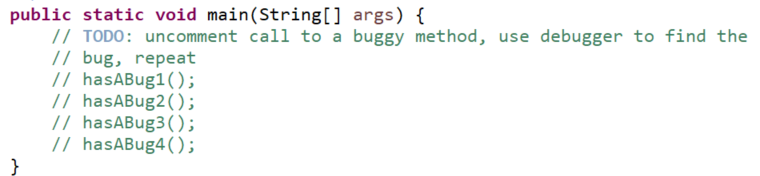 public static void main(String[] args) {
    // TODO: uncomment call to a buggy method, use debugger to find the
    // bug, repeat
    // hasABug1();
    // hasABug2();
    // hasABug3();
    // hasABug4();
}